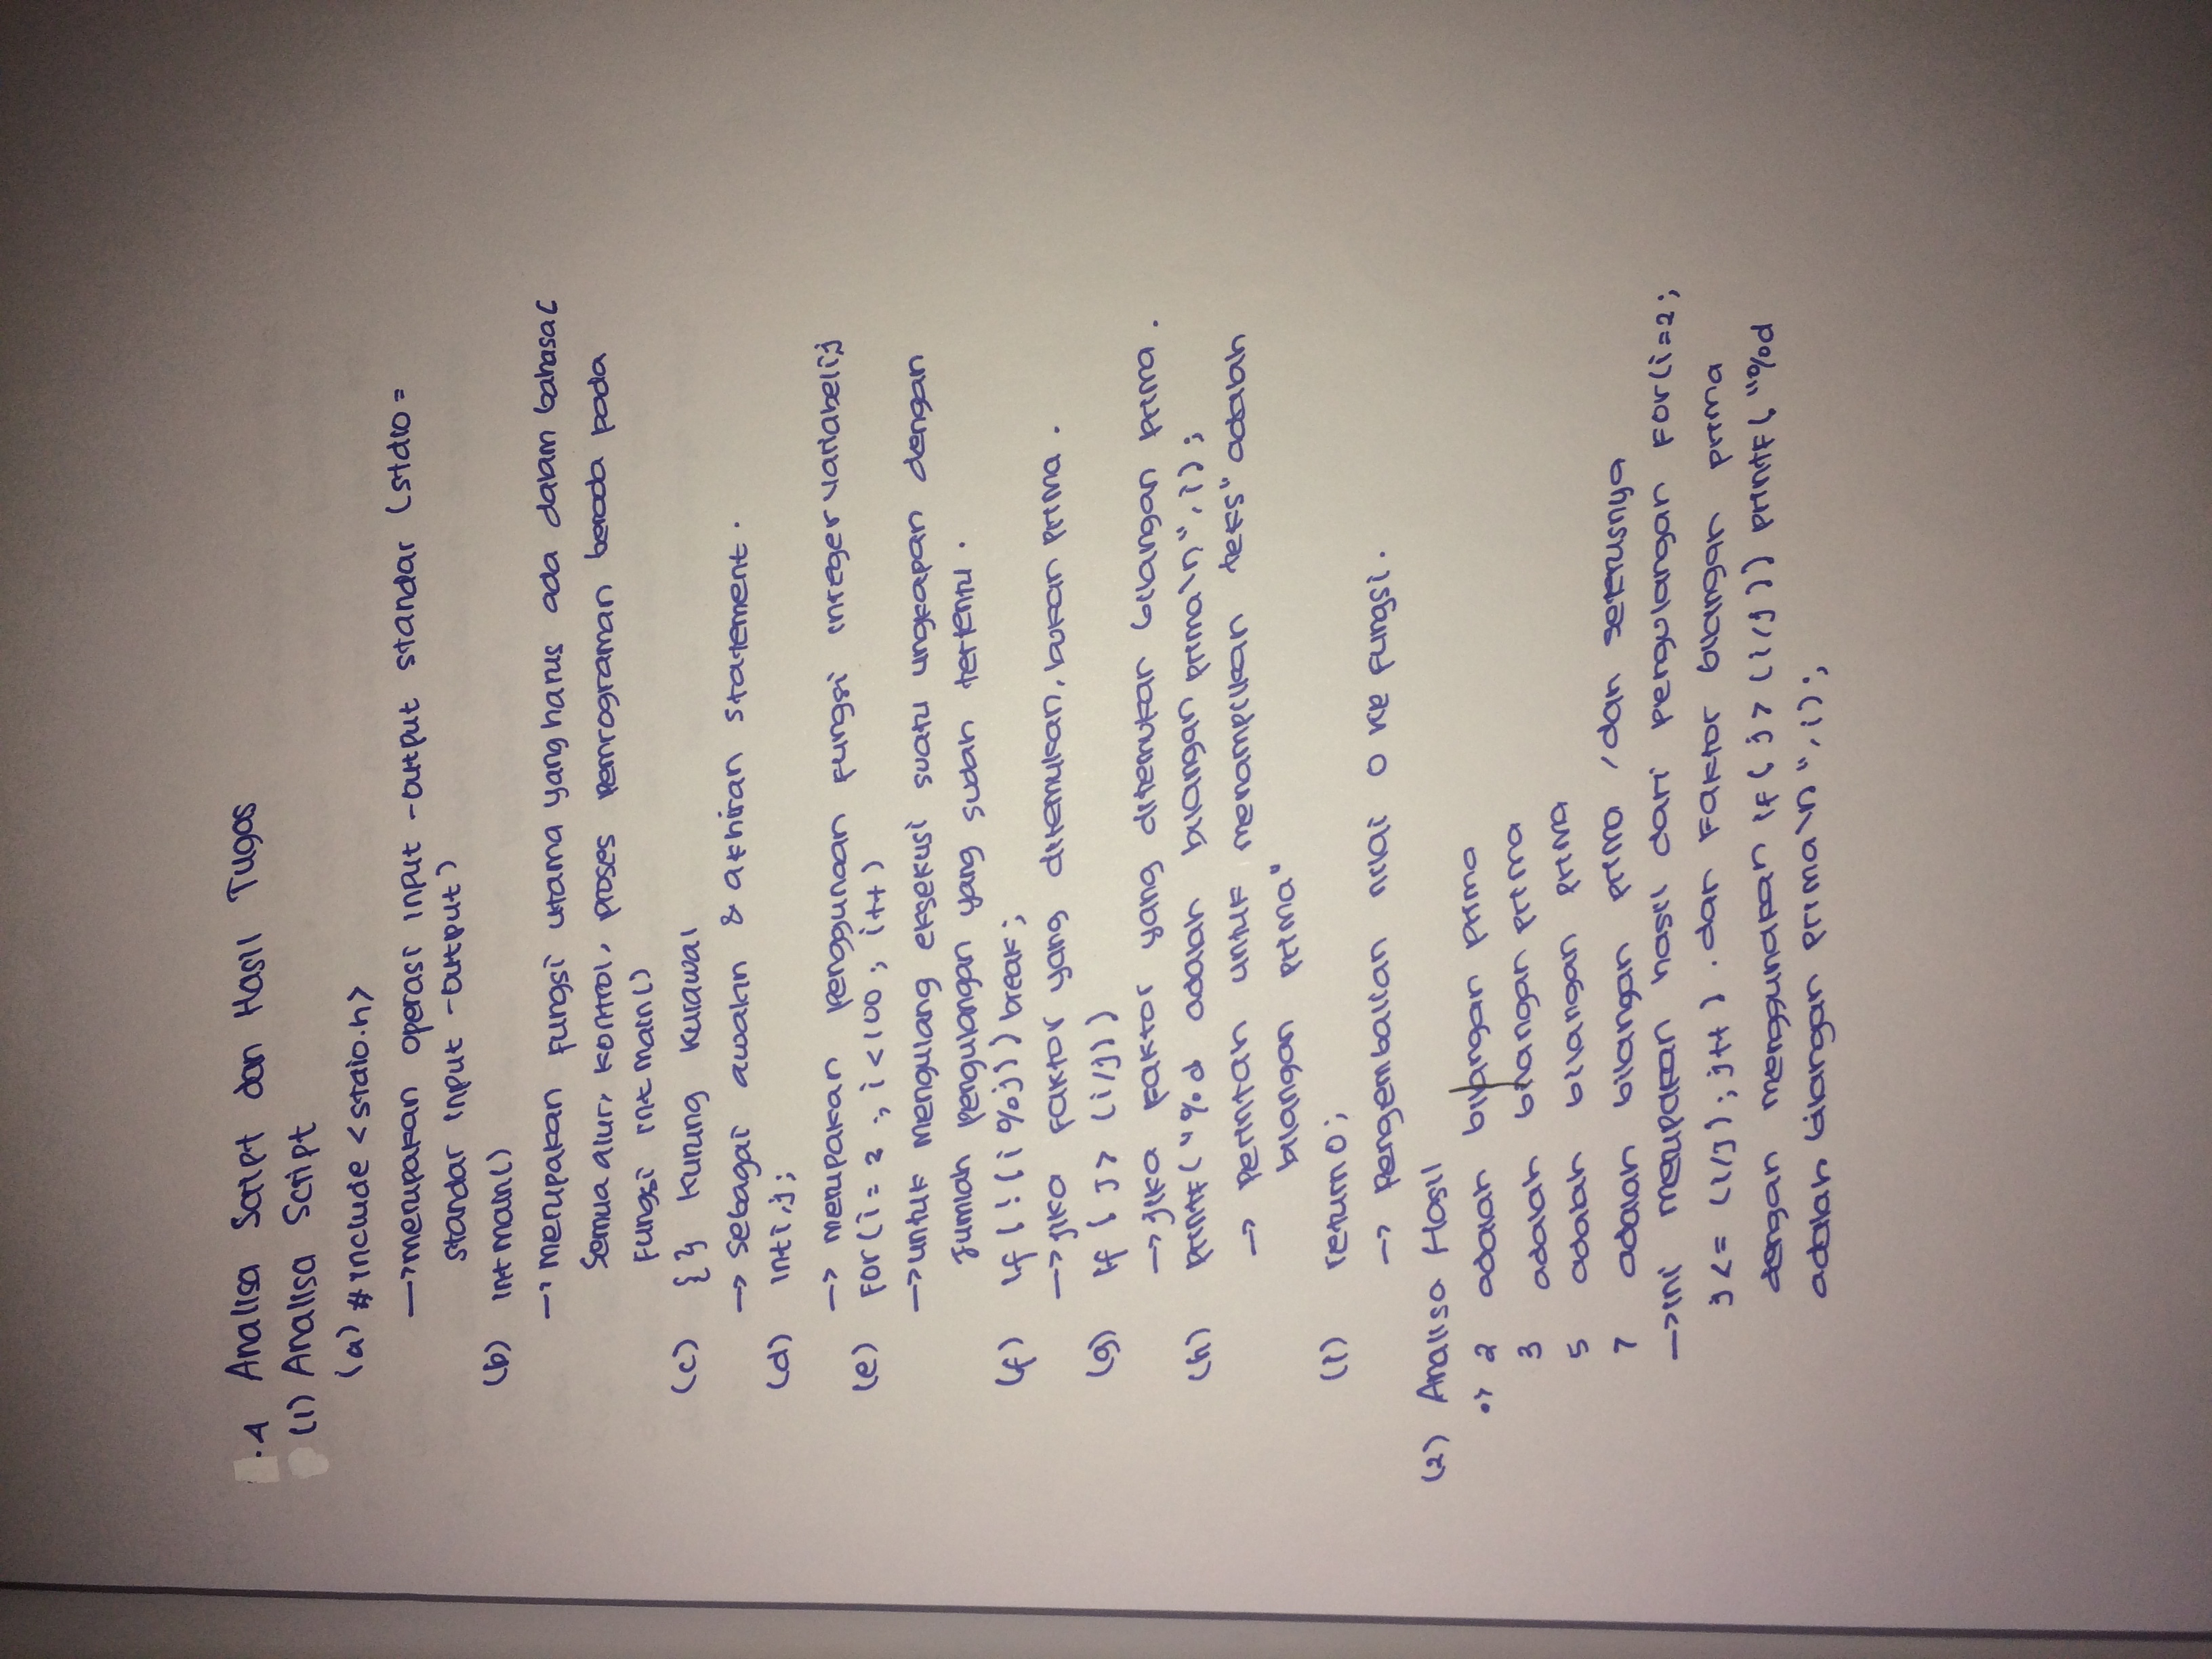 .4 Analisa Script dan Hasil Tugas
(1) Analisa Script
(a) #include <stdio.h>
→ merupakan operasi input-output standar (stdio =
standar input-output)
(b) int main()
→ merupakan fungsi utama yang harus ada dalam bahasa C
Semua alur, kontrol, proses pemrograman berada pada
fungsi int main()
(c) { } kurung kurawal
→ Sebagai awalan & akhiran statement.
(d) int i,j;
→ merupakan penggunaan fungsi integer variabel i,j
(e) for(i = 2 ; i < 100 ; i++)
→ untuk mengulang eksekusi suatu ungkapan dengan
jumlah pengulangan yang sudah tertentu.
(f) if (!(i%j)) break;
→ jika faktor yang ditemukan, bukan prima.
(g) if (j > (i/j))
→ jika faktor yang ditemukan bilangan prima.
(h) printf("%d adalah bilangan prima\n", i);
→ perintah untuk menampilkan teks "adalah
bilangan prima"
(i) return 0;
→ pengembalian nilai 0 ke fungsi.
(2) Analisa Hasil
•> 2 adalah bilangan prima
3 adalah bilangan prima
5 adalah bilangan prima
7 adalah bilangan prima, dan seterusnya
→ ini merupakan hasil dari pengulangan for(i=2;
j <= (i/j); j++). dan faktor bilangan prima
dengan menggunakan if(j > (i/j)) printf("%d
adalah bilangan prima\n", i);